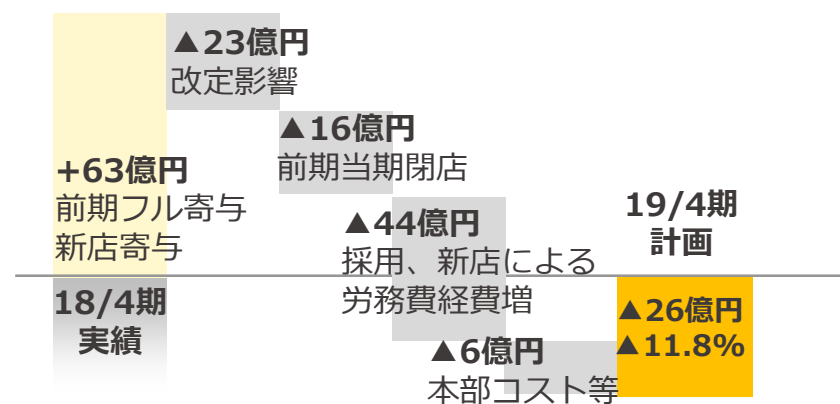 ▲23億円
改定影響
▲16億円
前期当期閉店
+63億円
前期フル寄与
新店寄与
▲44億円
採用、新店による
労務費経費増
19/4期
計画
18/4期
実績
▲6億円
本部コスト等
▲26億円
▲11.8%